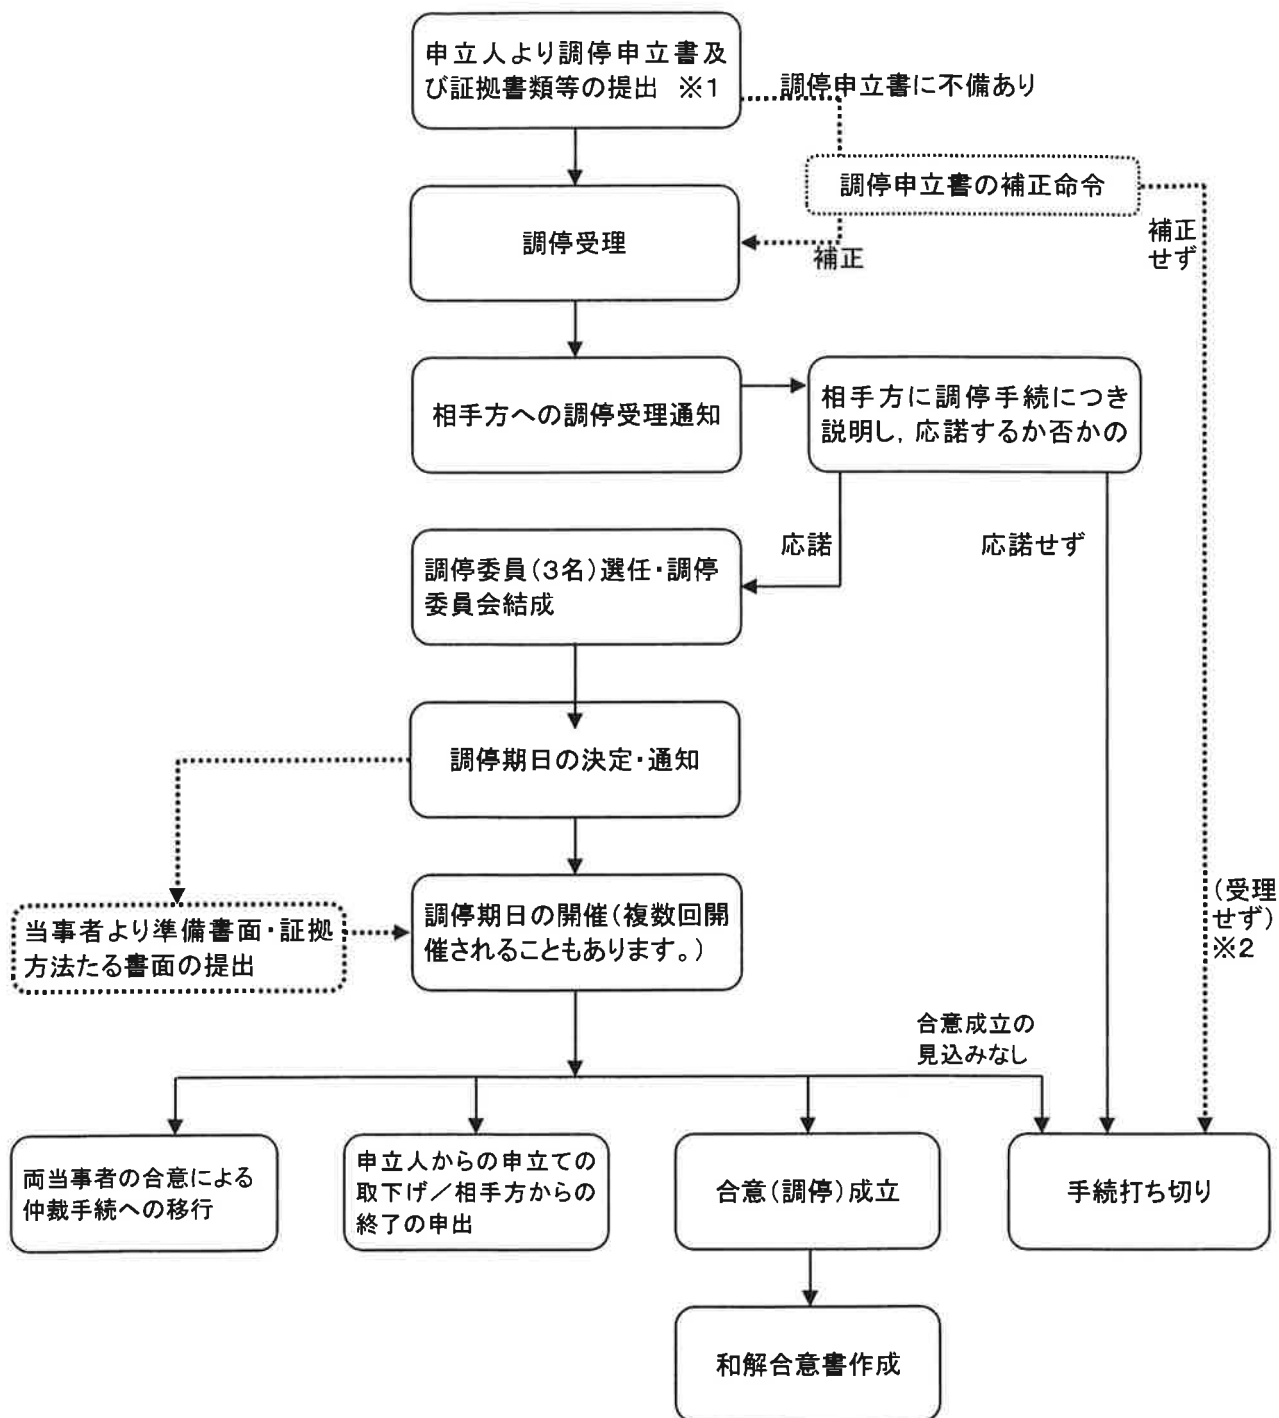 申立人より調停申立書及
び証拠書類等の提出 ※1
調停申立書に不備あり
調停申立書の補正命令
調停受理
補正
補正
せず
相手方への調停受理通知
相手方に調停手続につき
説明し，応諾するか否かの
応諾
応諾せず
調停委員(3名)選任・調停
委員会結成
調停期日の決定・通知
(受理
せず)
※2
当事者より準備書面・証拠
方法たる書面の提出
調停期日の開催(複数回開
催されることもあります。)
合意成立の
見込みなし
両当事者の合意による
仲裁手続への移行
申立人からの申立ての
取下げ／相手方からの
終了の申出
合意(調停)成立
手続打ち切り
和解合意書作成